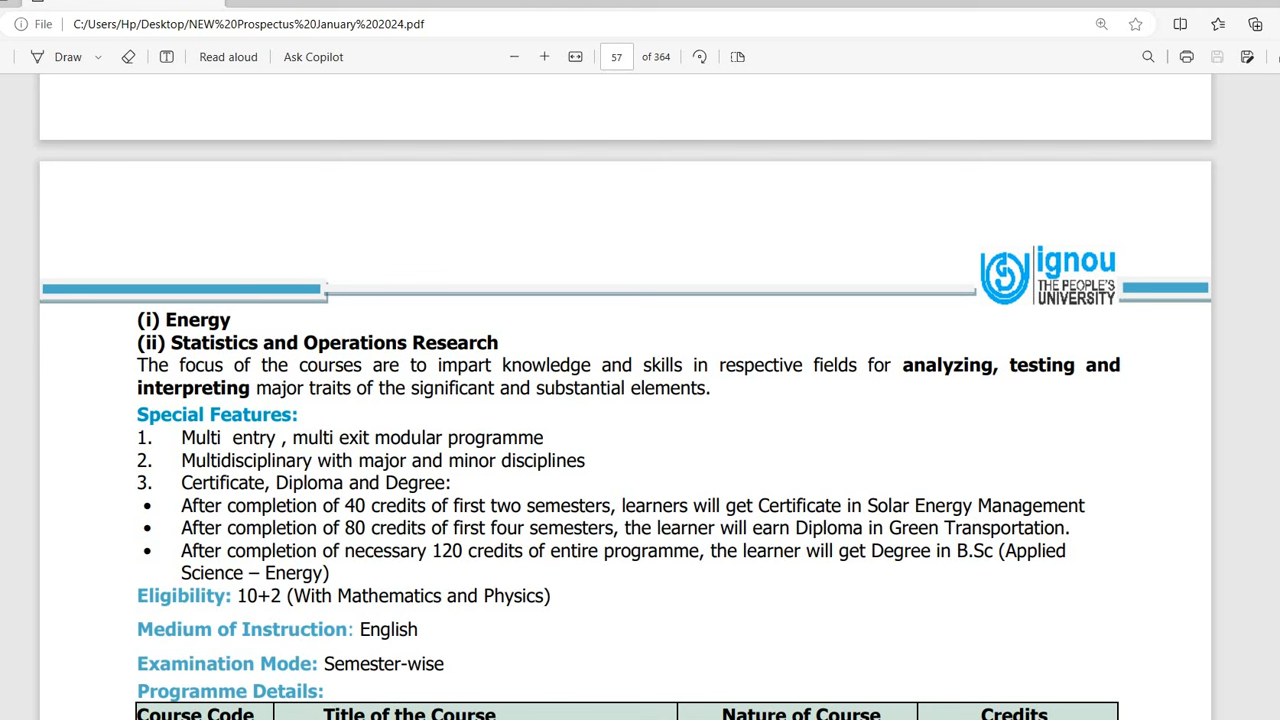 File C:/Users/Hp/Desktop/NEW%20Prospectus%20January%202024.pdf
Draw Read aloud Ask Copilot 57 of 364
ignou
THE PEOPLE'S
UNIVERSITY
(i) Energy
(ii) Statistics and Operations Research
The focus of the courses are to impart knowledge and skills in respective fields for analyzing, testing and
interpreting major traits of the significant and substantial elements.
Special Features:
1. Multi entry , multi exit modular programme
2. Multidisciplinary with major and minor disciplines
3. Certificate, Diploma and Degree:
• After completion of 40 credits of first two semesters, learners will get Certificate in Solar Energy Management
• After completion of 80 credits of first four semesters, the learner will earn Diploma in Green Transportation.
• After completion of necessary 120 credits of entire programme, the learner will get Degree in B.Sc (Applied
Science – Energy)
Eligibility: 10+2 (With Mathematics and Physics)
Medium of Instruction: English
Examination Mode: Semester-wise
Programme Details:
Course Code Title of the Course Nature of Course Credits